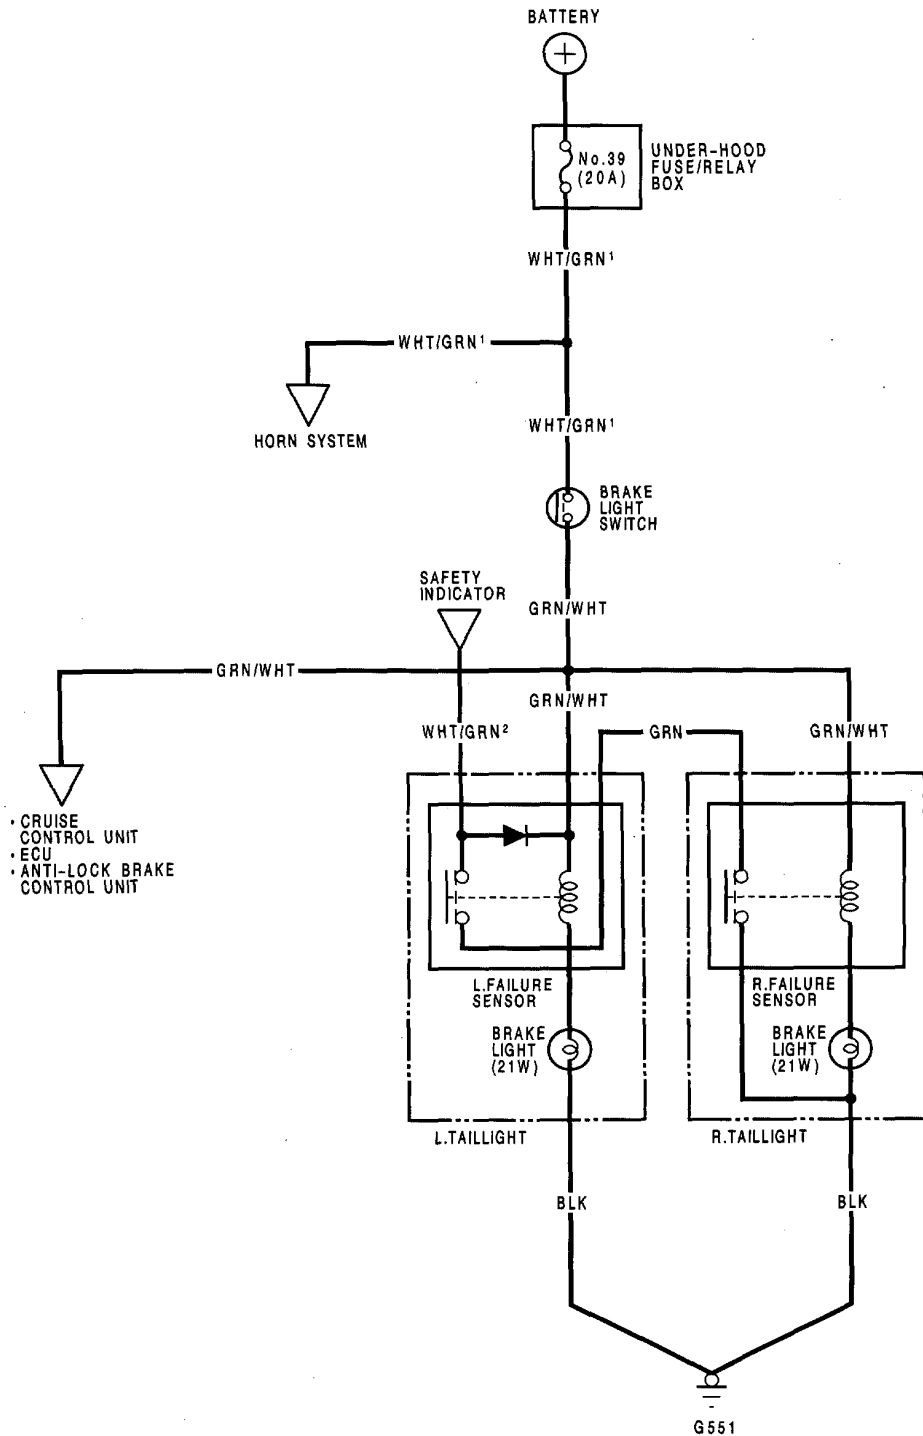 BATTERY
No.39
(20A)
UNDER-HOOD
FUSE/RELAY
BOX
WHT/GRN¹
WHT/GRN¹
HORN SYSTEM
WHT/GRN¹
BRAKE
LIGHT
SWITCH
SAFETY
INDICATOR
GRN/WHT
GRN/WHT
GRN/WHT
WHT/GRN²
GRN
GRN/WHT
• CRUISE
CONTROL UNIT
• ECU
• ANTI-LOCK BRAKE
CONTROL UNIT
L.FAILURE
SENSOR
R.FAILURE
SENSOR
BRAKE
LIGHT
(21W)
BRAKE
LIGHT
(21W)
L.TAILLIGHT
R.TAILLIGHT
BLK
BLK
G551